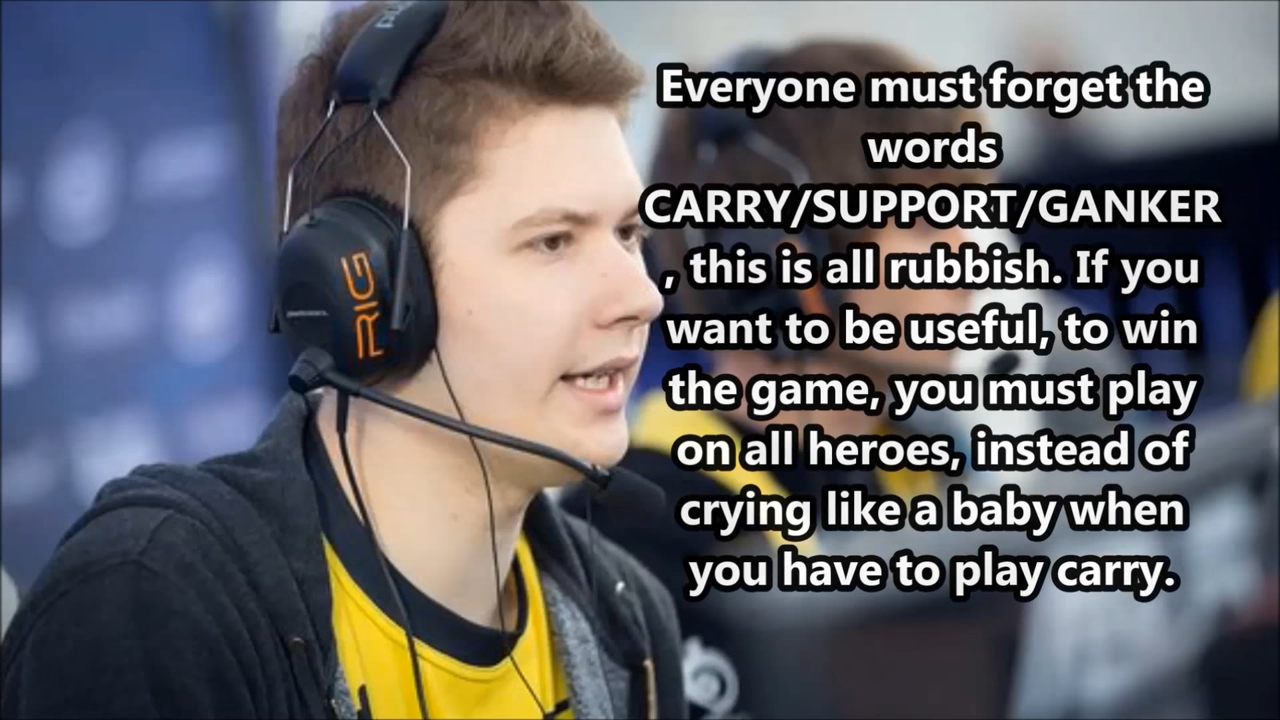 Everyone must forget the
words
CARRY/SUPPORT/GANKER
, this is all rubbish. If you
want to be useful, to win
the game, you must play
on all heroes, instead of
crying like a baby when
you have to play carry.
RIG